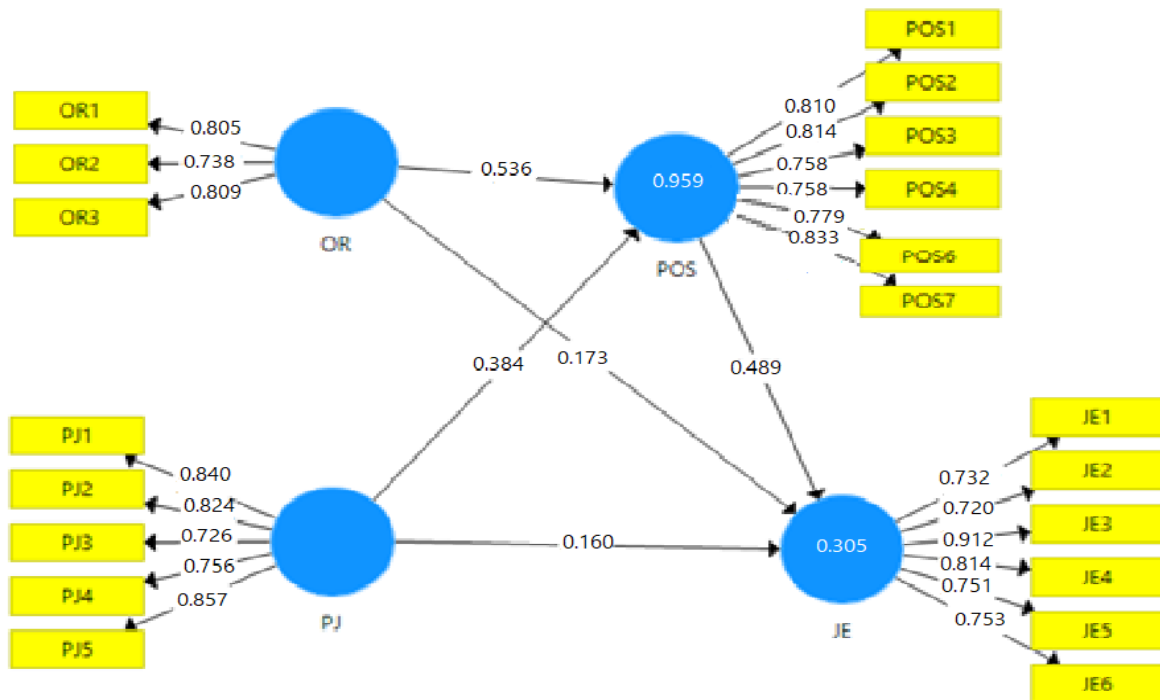 POS1
POS2
POS3
POS4
POS6
POS7
0.810
0.814
0.758
0.758
0.779
0.833
OR1
OR2
OR3
0.805
0.738
0.809
OR
0.536
0.959
POS
0.384
0.173
0.489
PJ1
PJ2
PJ3
PJ4
PJ5
0.840
0.824
0.726
0.756
0.857
PJ
0.160
0.305
JE
0.732
0.720
0.912
0.814
0.751
0.753
JE1
JE2
JE3
JE4
JE5
JE6